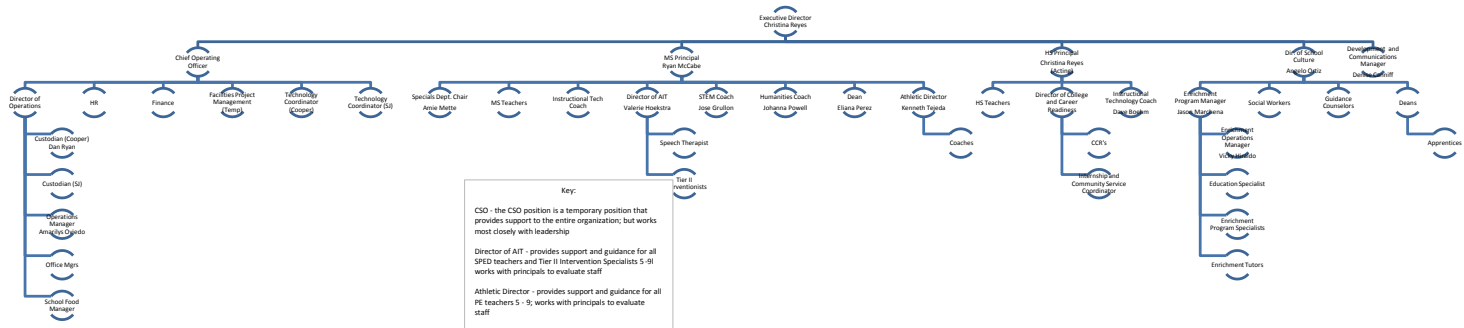 Executive Director
Christina Reyes
Chief Operating
Officer
MS Principal
Ryan McCabe
HS Principal
Christina Reyes
(Acting)
Dir. of School
Culture
Angelo Ortiz
Development and
Communications
Manager
Denise Canniff
Director of
Operations
HR
Finance
Facilities Project
Management
(Temp)
Technology
Coordinator
(Cooper)
Technology
Coordinator (SJ)
Specials Dept. Chair
Amie Mette
MS Teachers
Instructional Tech
Coach
Director of AIT
Valerie Hoekstra
STEM Coach
Jose Grullon
Humanities Coach
Johanna Powell
Dean
Eliana Perez
Athletic Director
Kenneth Tejeda
HS Teachers
Director of College
and Career
Readiness
Instructional
Technology Coach
Dave Boehm
Enrichment
Program Manager
Social Workers
Guidance
Counselors
Deans
Custodian (Cooper)
Dan Ryan
Custodian (SJ)
Operations
Manager
Amarilys Oviedo
Office Mgrs
School Food
Manager
Speech Therapist
Tier II
rventionists
Coaches
CCR's
Internship and
Community Service
Coordinator
Enrichment
Operations
Manager
Vicky Hiraldo
Education Specialist
Enrichment
Program Specialists
Enrichment Tutors
Apprentices
Key:
CSO - the CSO position is a temporary position that
provides support to the entire organization; but works
most closely with leadership
Director of AIT - provides support and guidance for all
SPED teachers and Tier II Intervention Specialists 5 -9l
works with principals to evaluate staff
Athletic Director - provides support and guidance for all
PE teachers 5 - 9; works with principals to evaluate
staff